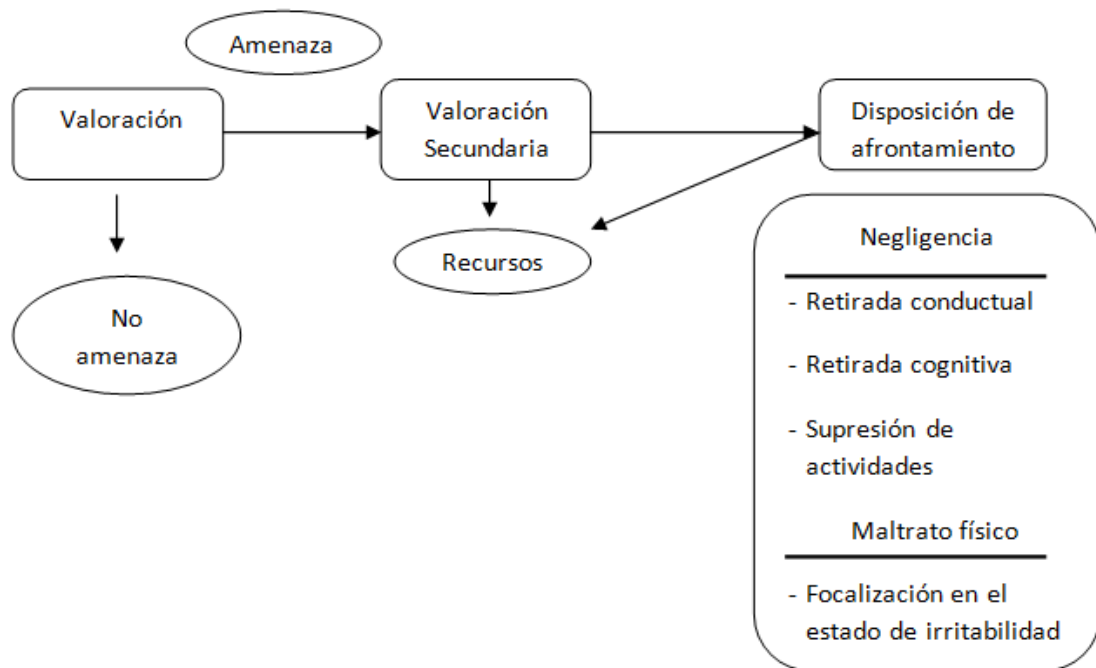 Amenaza
Valoración
Valoración
Secundaria
Disposición de
afrontamiento
Recursos
No
amenaza
Negligencia
- Retirada conductual
- Retirada cognitiva
- Supresión de
actividades
Maltrato físico
- Focalización en el
estado de irritabilidad